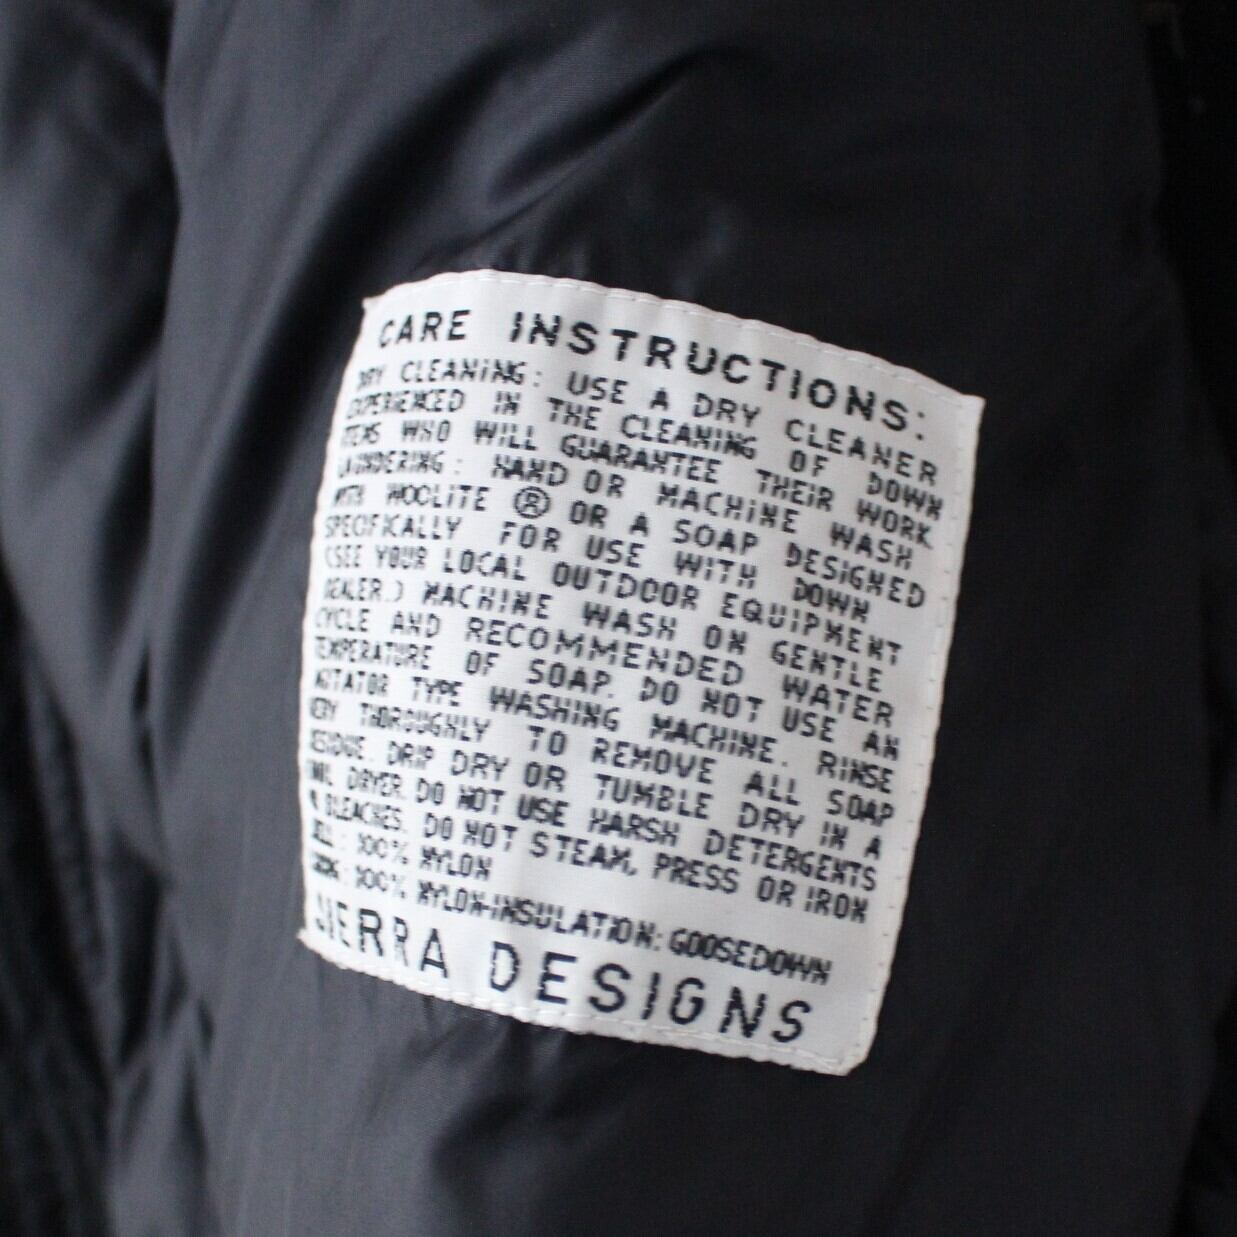 CARE INSTRUCTIONS:
DRY CLEANING: USE A DRY CLEANER
EXPERIENCED IN THE CLEANING OF DOWN
ITEMS WHO WILL GUARANTEE THEIR WORK
LAUNDERING: HAND OR MACHINE WASH
WITH WOOLITE ® OR A SOAP DESIGNED
SPECIFICALLY FOR USE WITH DOWN
(SEE YOUR LOCAL OUTDOOR EQUIPMENT
DEALER.) MACHINE WASH ON GENTLE
CYCLE AND RECOMMENDED WATER
TEMPERATURE OF SOAP. DO NOT USE AN
AGITATOR TYPE WASHING MACHINE. RINSE
VERY THOROUGHLY TO REMOVE ALL SOAP
RESIDUE. DRIP DRY OR TUMBLE DRY IN A
DRYER. DO NOT USE HARSH DETERGENTS
OR BLEACHES. DO NOT STEAM, PRESS OR IRON
100% NYLON
100% NYLON-INSULATION: GOOSEDOWN
SIERRA DESIGNS